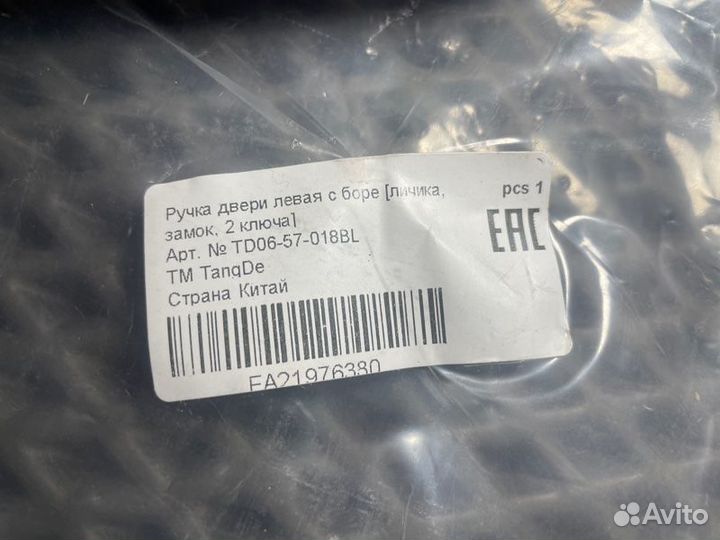 Ручка двери левая с боре [личика,
замок, 2 ключа]
pcs 1
Арт. № TD06-57-018BL
TM TanqDe
Страна Китай
EAC
EA21976380
Avito